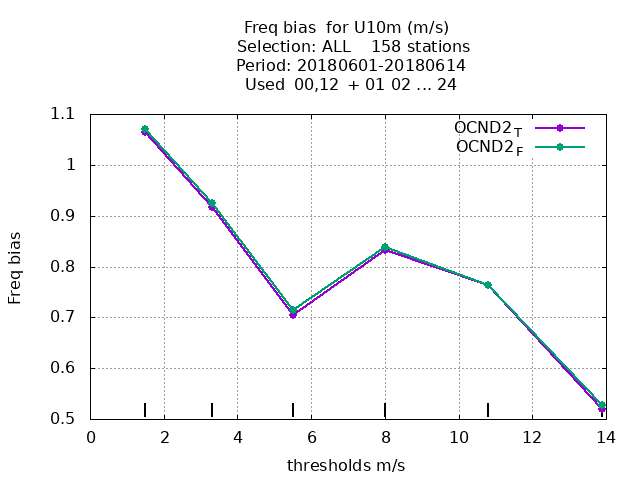 Freq bias  for U10m (m/s)
Selection: ALL    158 stations
Period: 20180601-20180614
Used  00,12  + 01 02 ... 24
OCND2T
OCND2F
1.1
1
0.9
0.8
0.7
0.6
0.5
Freq bias
0 2 4 6 8 10 12 14
thresholds m/s